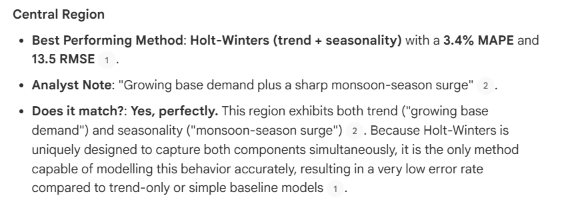 Central Region
• Best Performing Method: Holt-Winters (trend + seasonality) with a 3.4% MAPE and
13.5 RMSE 1 .
• Analyst Note: "Growing base demand plus a sharp monsoon-season surge" 2 .
• Does it match?: Yes, perfectly. This region exhibits both trend ("growing base
demand") and seasonality ("monsoon-season surge") 2 . Because Holt-Winters is
uniquely designed to capture both components simultaneously, it is the only method
capable of modelling this behavior accurately, resulting in a very low error rate
compared to trend-only or simple baseline models 1 .